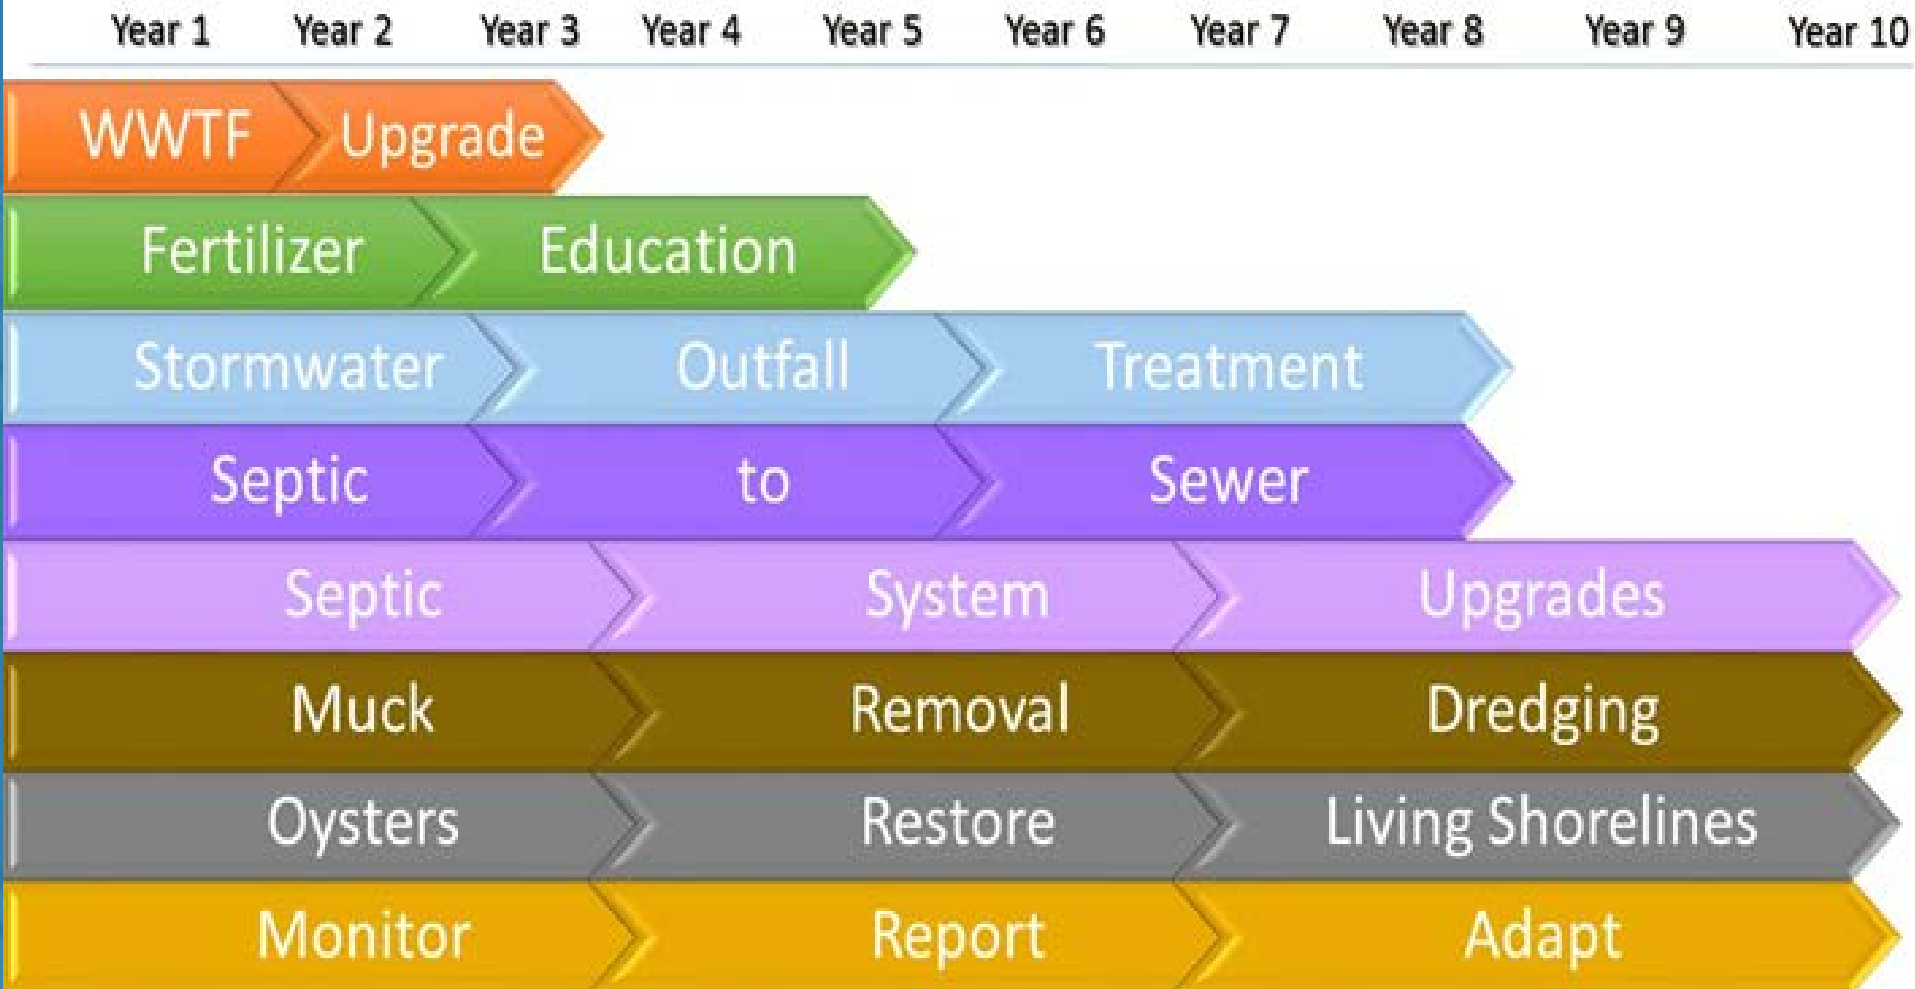 Year 1 Year 2 Year 3 Year 4 Year 5 Year 6 Year 7 Year 8 Year 9 Year 10
WWTF Upgrade
Fertilizer Education
Stormwater Outfall Treatment
Septic to Sewer
Septic System Upgrades
Muck Removal Dredging
Oysters Restore Living Shorelines
Monitor Report Adapt